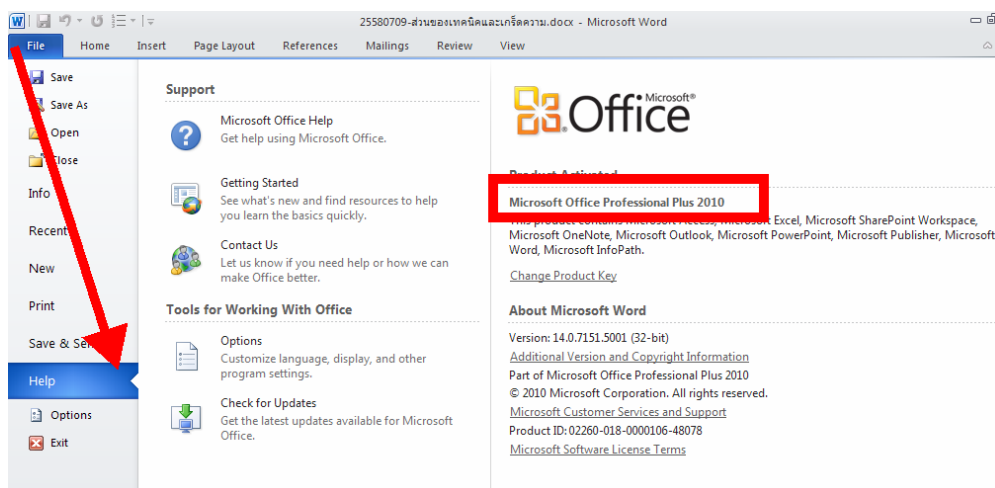 25580709-ส่วนของเทคนิคและเกร็ดความ.docx - Microsoft Word
File Home Insert Page Layout References Mailings Review View
Save
Save As
Open
Close
Info
Recent
New
Print
Save &
Help
Options
Exit
Support
Microsoft Office Help
Get help using Microsoft Office.
Getting Started
See what's new and find resources to help
you learn the basics quickly.
Contact Us
Let us know if you need help or how we can
make Office better.
Tools for Working With Office
Options
Customize language, display, and other
program settings.
Check for Updates
Get the latest updates available for Microsoft
Office.
Microsoft®
Office
Product Activated
Microsoft Office Professional Plus 2010
This product contains Microsoft Access, Microsoft Excel, Microsoft SharePoint Workspace,
Microsoft OneNote, Microsoft Outlook, Microsoft PowerPoint, Microsoft Publisher, Microsoft
Word, Microsoft InfoPath.
Change Product Key
About Microsoft Word
Version: 14.0.7151.5001 (32-bit)
Additional Version and Copyright Information
Part of Microsoft Office Professional Plus 2010
© 2010 Microsoft Corporation. All rights reserved.
Microsoft Customer Services and Support
Product ID: 02260-018-0000106-48078
Microsoft Software License Terms